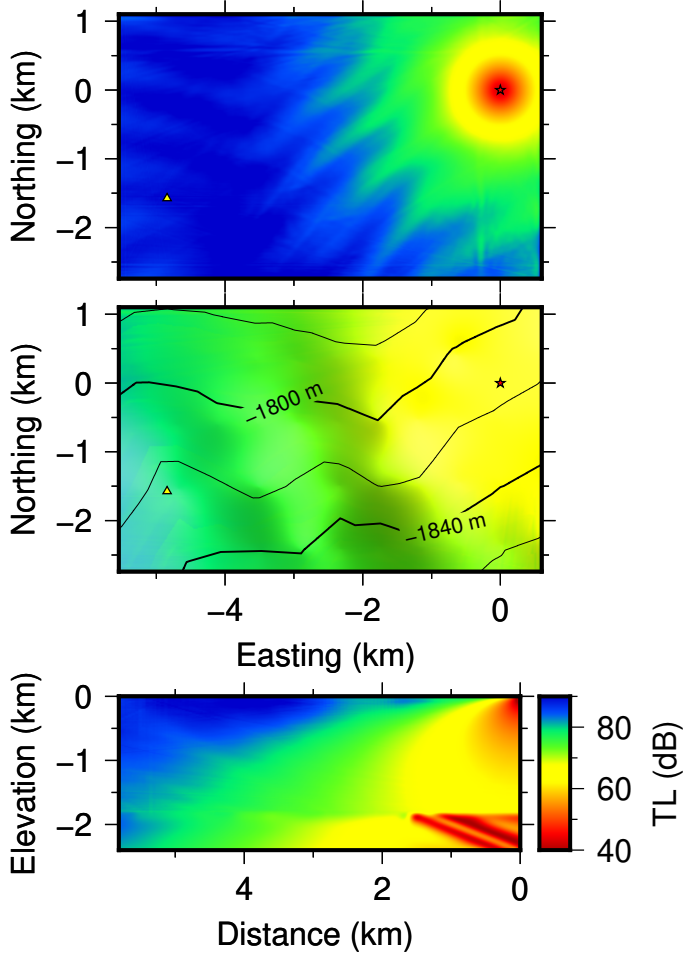 1
0
−1
−2
Northing (km)
1
0
−1
−2
Northing (km)
−1800 m
−1840 m
−4 −2 0
Easting (km)
0
−1
−2
Elevation (km)
4 2 0
Distance (km)
80
60
40
TL (dB)